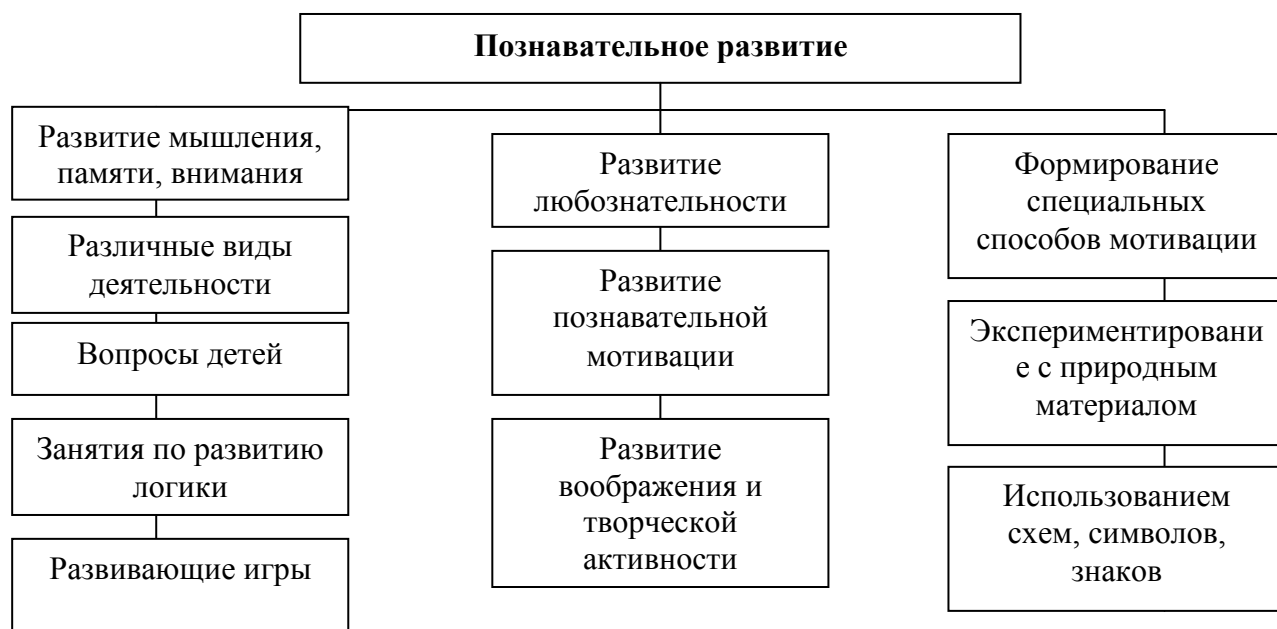 Познавательное развитие
Развитие мышления,
памяти, внимания
Различные виды
деятельности
Вопросы детей
Занятия по развитию
логики
Развивающие игры
Развитие
любознательности
Развитие
познавательной
мотивации
Развитие
воображения и
творческой
активности
Формирование
специальных
способов мотивации
Экспериментировани
е с природным
материалом
Использованием
схем, символов,
знаков